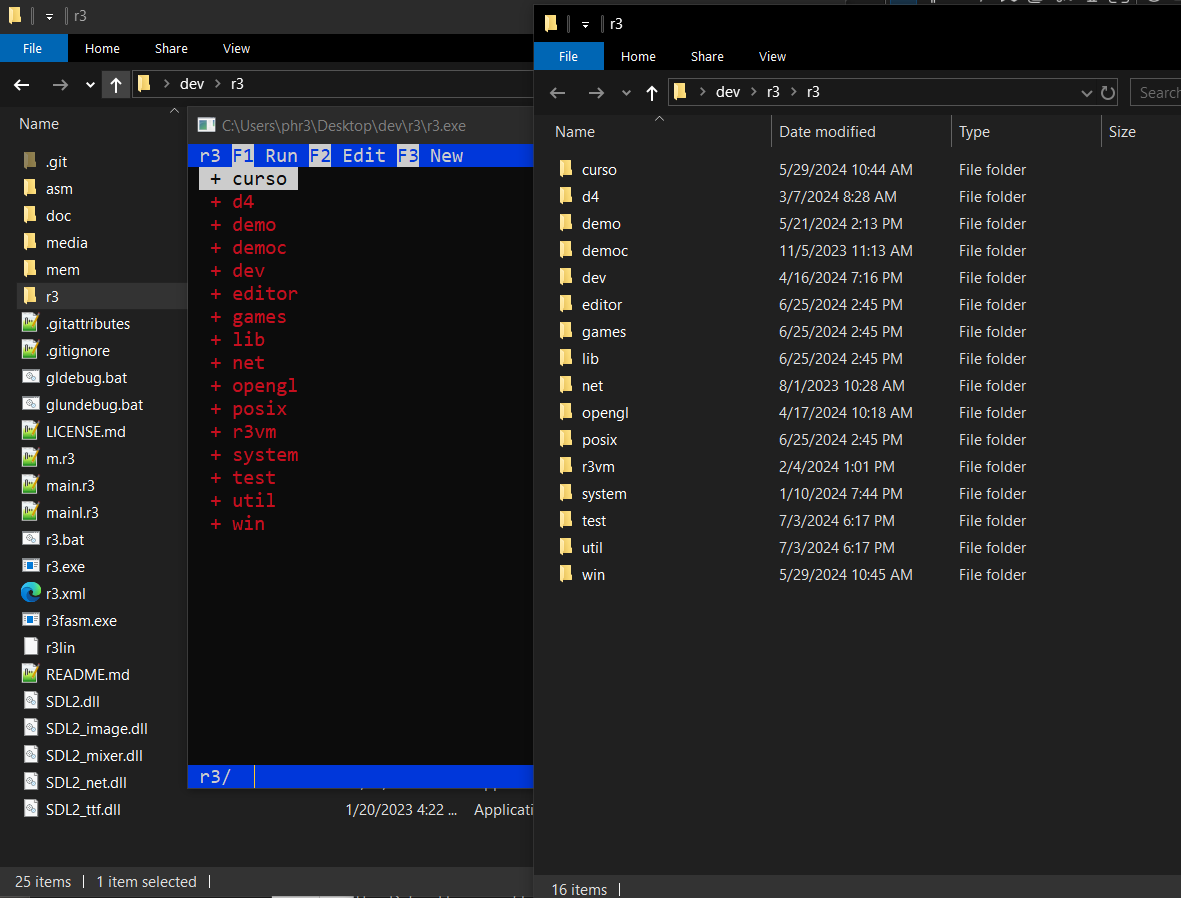 r3
File Home Share View
dev r3
Name
.git
asm
doc
media
mem
r3
.gitattributes
.gitignore
gldebug.bat
glundebug.bat
LICENSE.md
m.r3
main.r3
mainl.r3
r3.bat
r3.exe
r3.xml
r3fasm.exe
r3lin
README.md
SDL2.dll
SDL2_image.dll
SDL2_mixer.dll
SDL2_net.dll
SDL2_ttf.dll 1/20/2023 4:22 ... Applicati
25 items 1 item selected
C:\Users\phr3\Desktop\dev\r3\r3.exe
r3 F1 Run F2 Edit F3 New
+ curso
+ d4
+ demo
+ democ
+ dev
+ editor
+ games
+ lib
+ net
+ opengl
+ posix
+ r3vm
+ system
+ test
+ util
+ win
r3/
r3
File Home Share View
dev r3 r3 Search
Name Date modified Type Size
curso 5/29/2024 10:44 AM File folder
d4 3/7/2024 8:28 AM File folder
demo 5/21/2024 2:13 PM File folder
democ 11/5/2023 11:13 AM File folder
dev 4/16/2024 7:16 PM File folder
editor 6/25/2024 2:45 PM File folder
games 6/25/2024 2:45 PM File folder
lib 6/25/2024 2:45 PM File folder
net 8/1/2023 10:28 AM File folder
opengl 4/17/2024 10:18 AM File folder
posix 6/25/2024 2:45 PM File folder
r3vm 2/4/2024 1:01 PM File folder
system 1/10/2024 7:44 PM File folder
test 7/3/2024 6:17 PM File folder
util 7/3/2024 6:17 PM File folder
win 5/29/2024 10:45 AM File folder
16 items